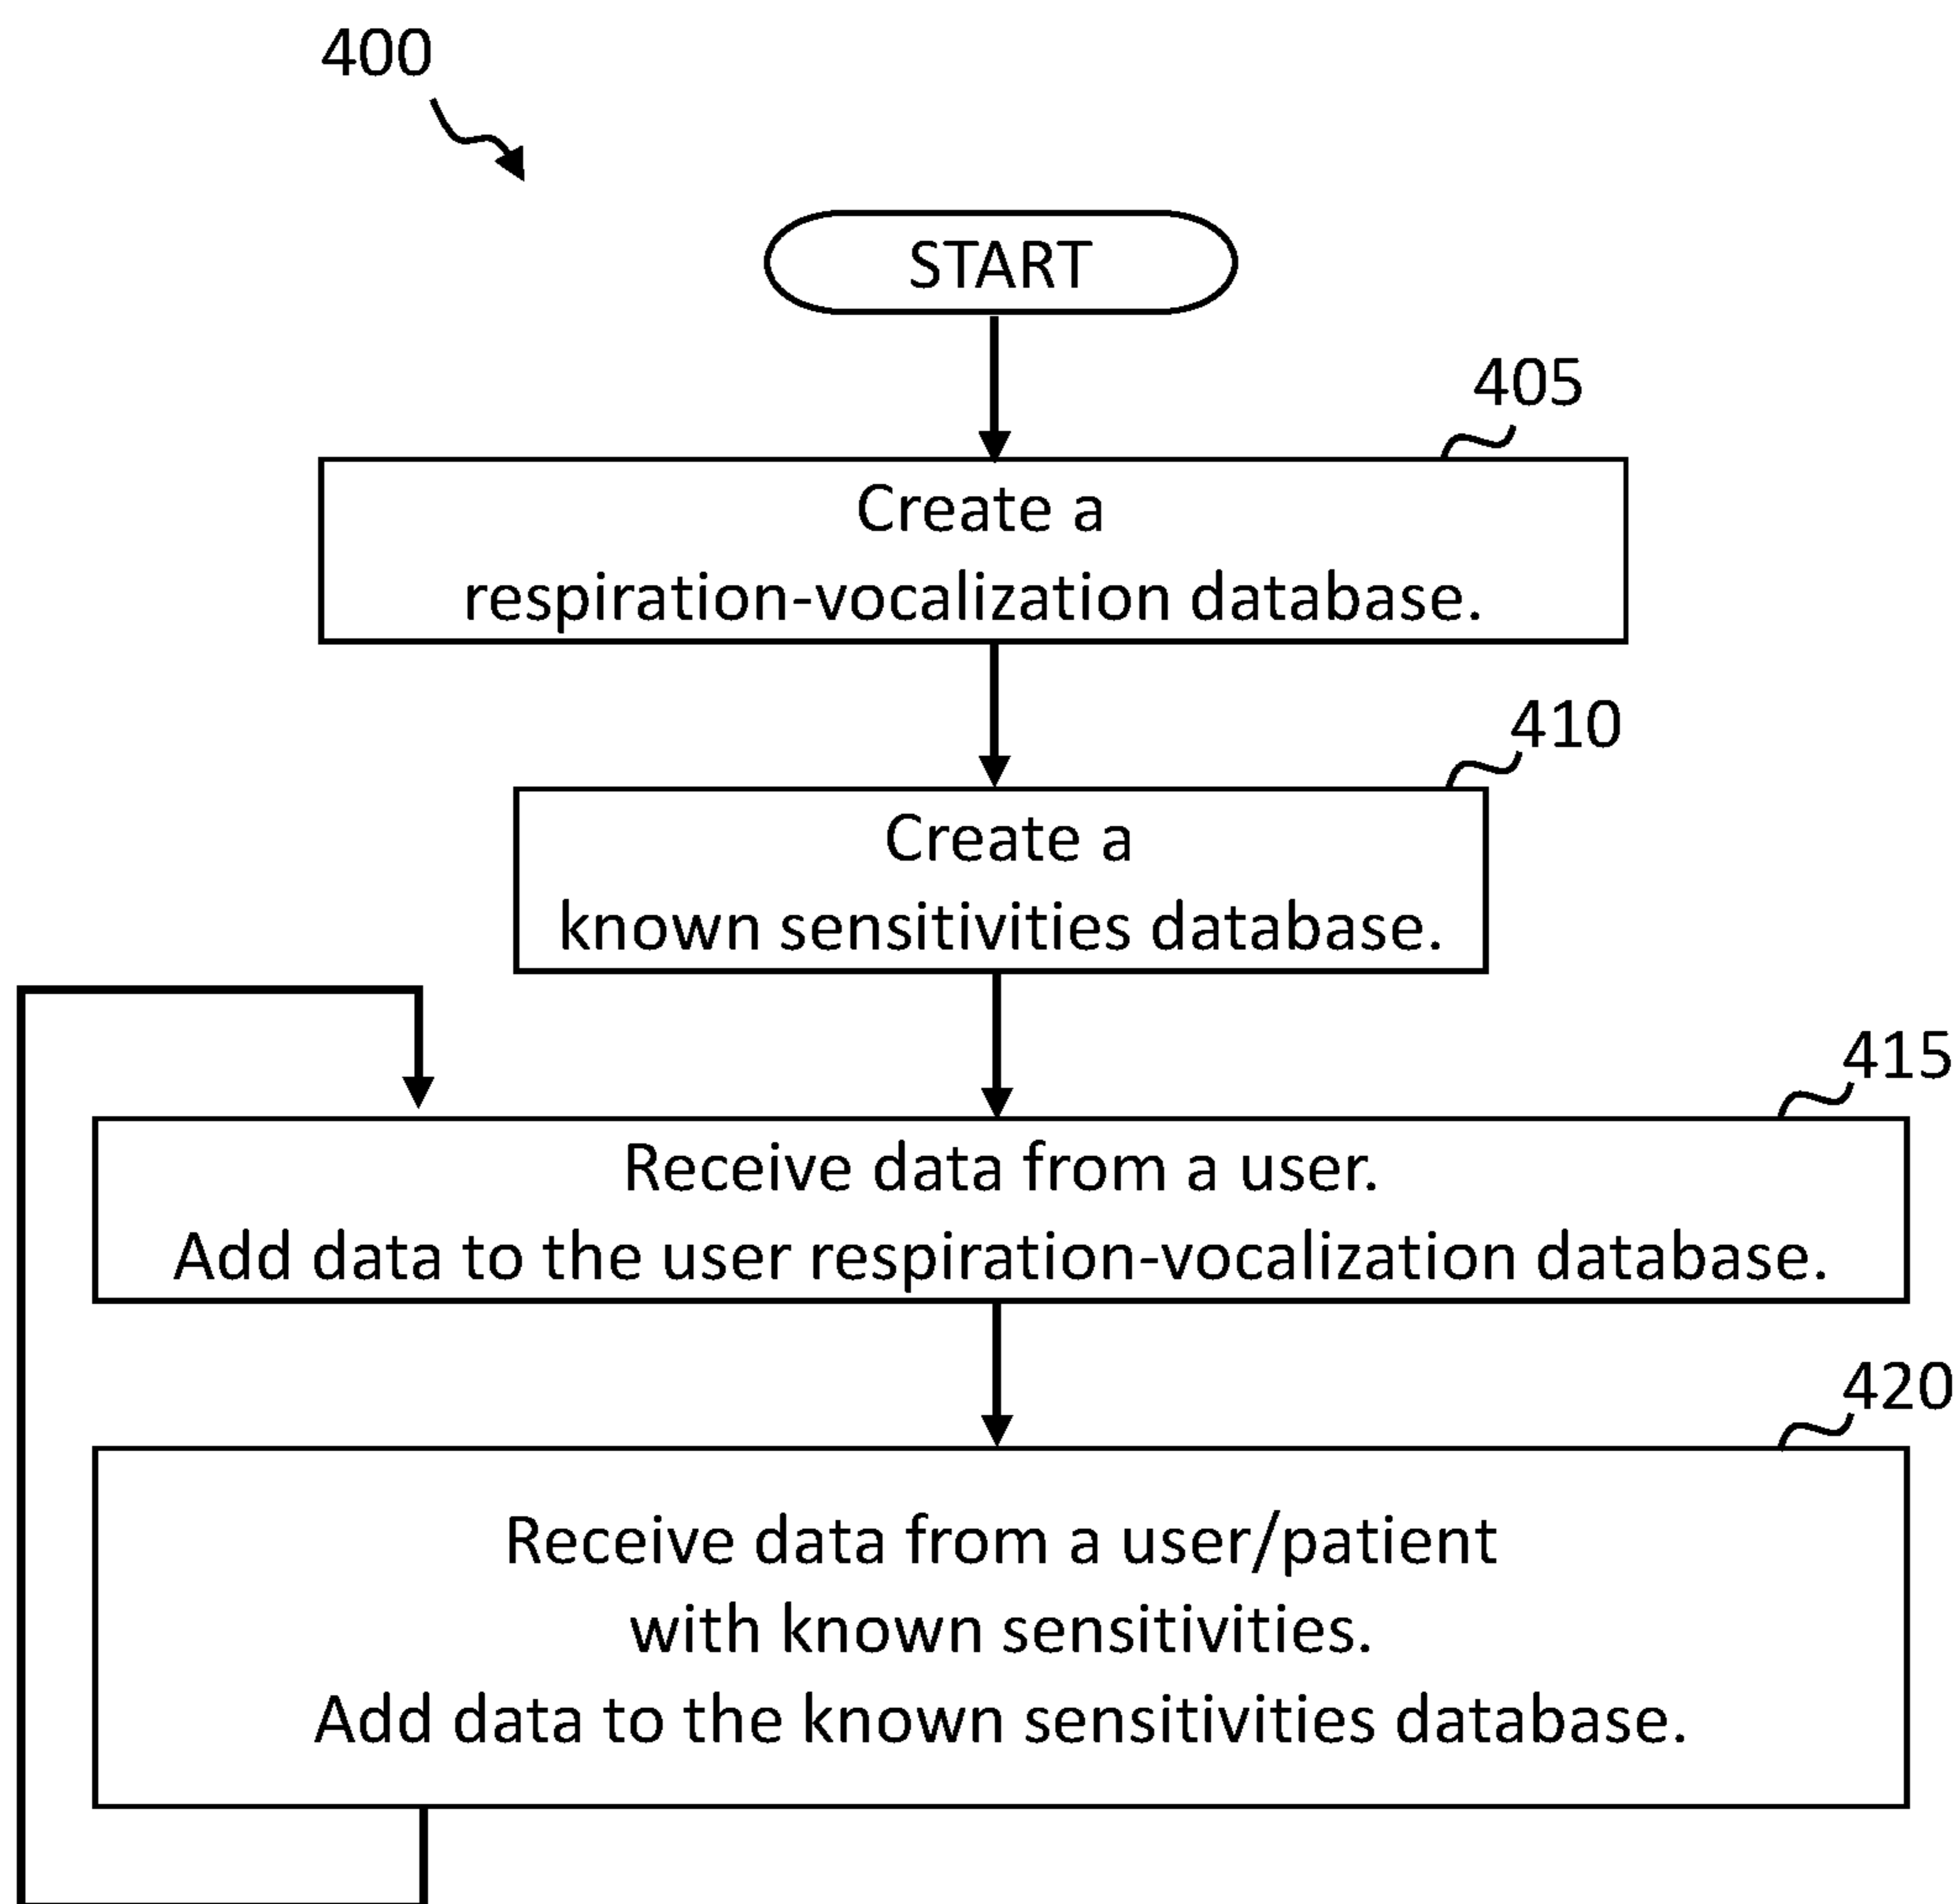 400
START
405
Create a
respiration-vocalization database.
410
Create a
known sensitivities database.
415
Receive data from a user.
Add data to the user respiration-vocalization database.
420
Receive data from a user/patient
with known sensitivities.
Add data to the known sensitivities database.